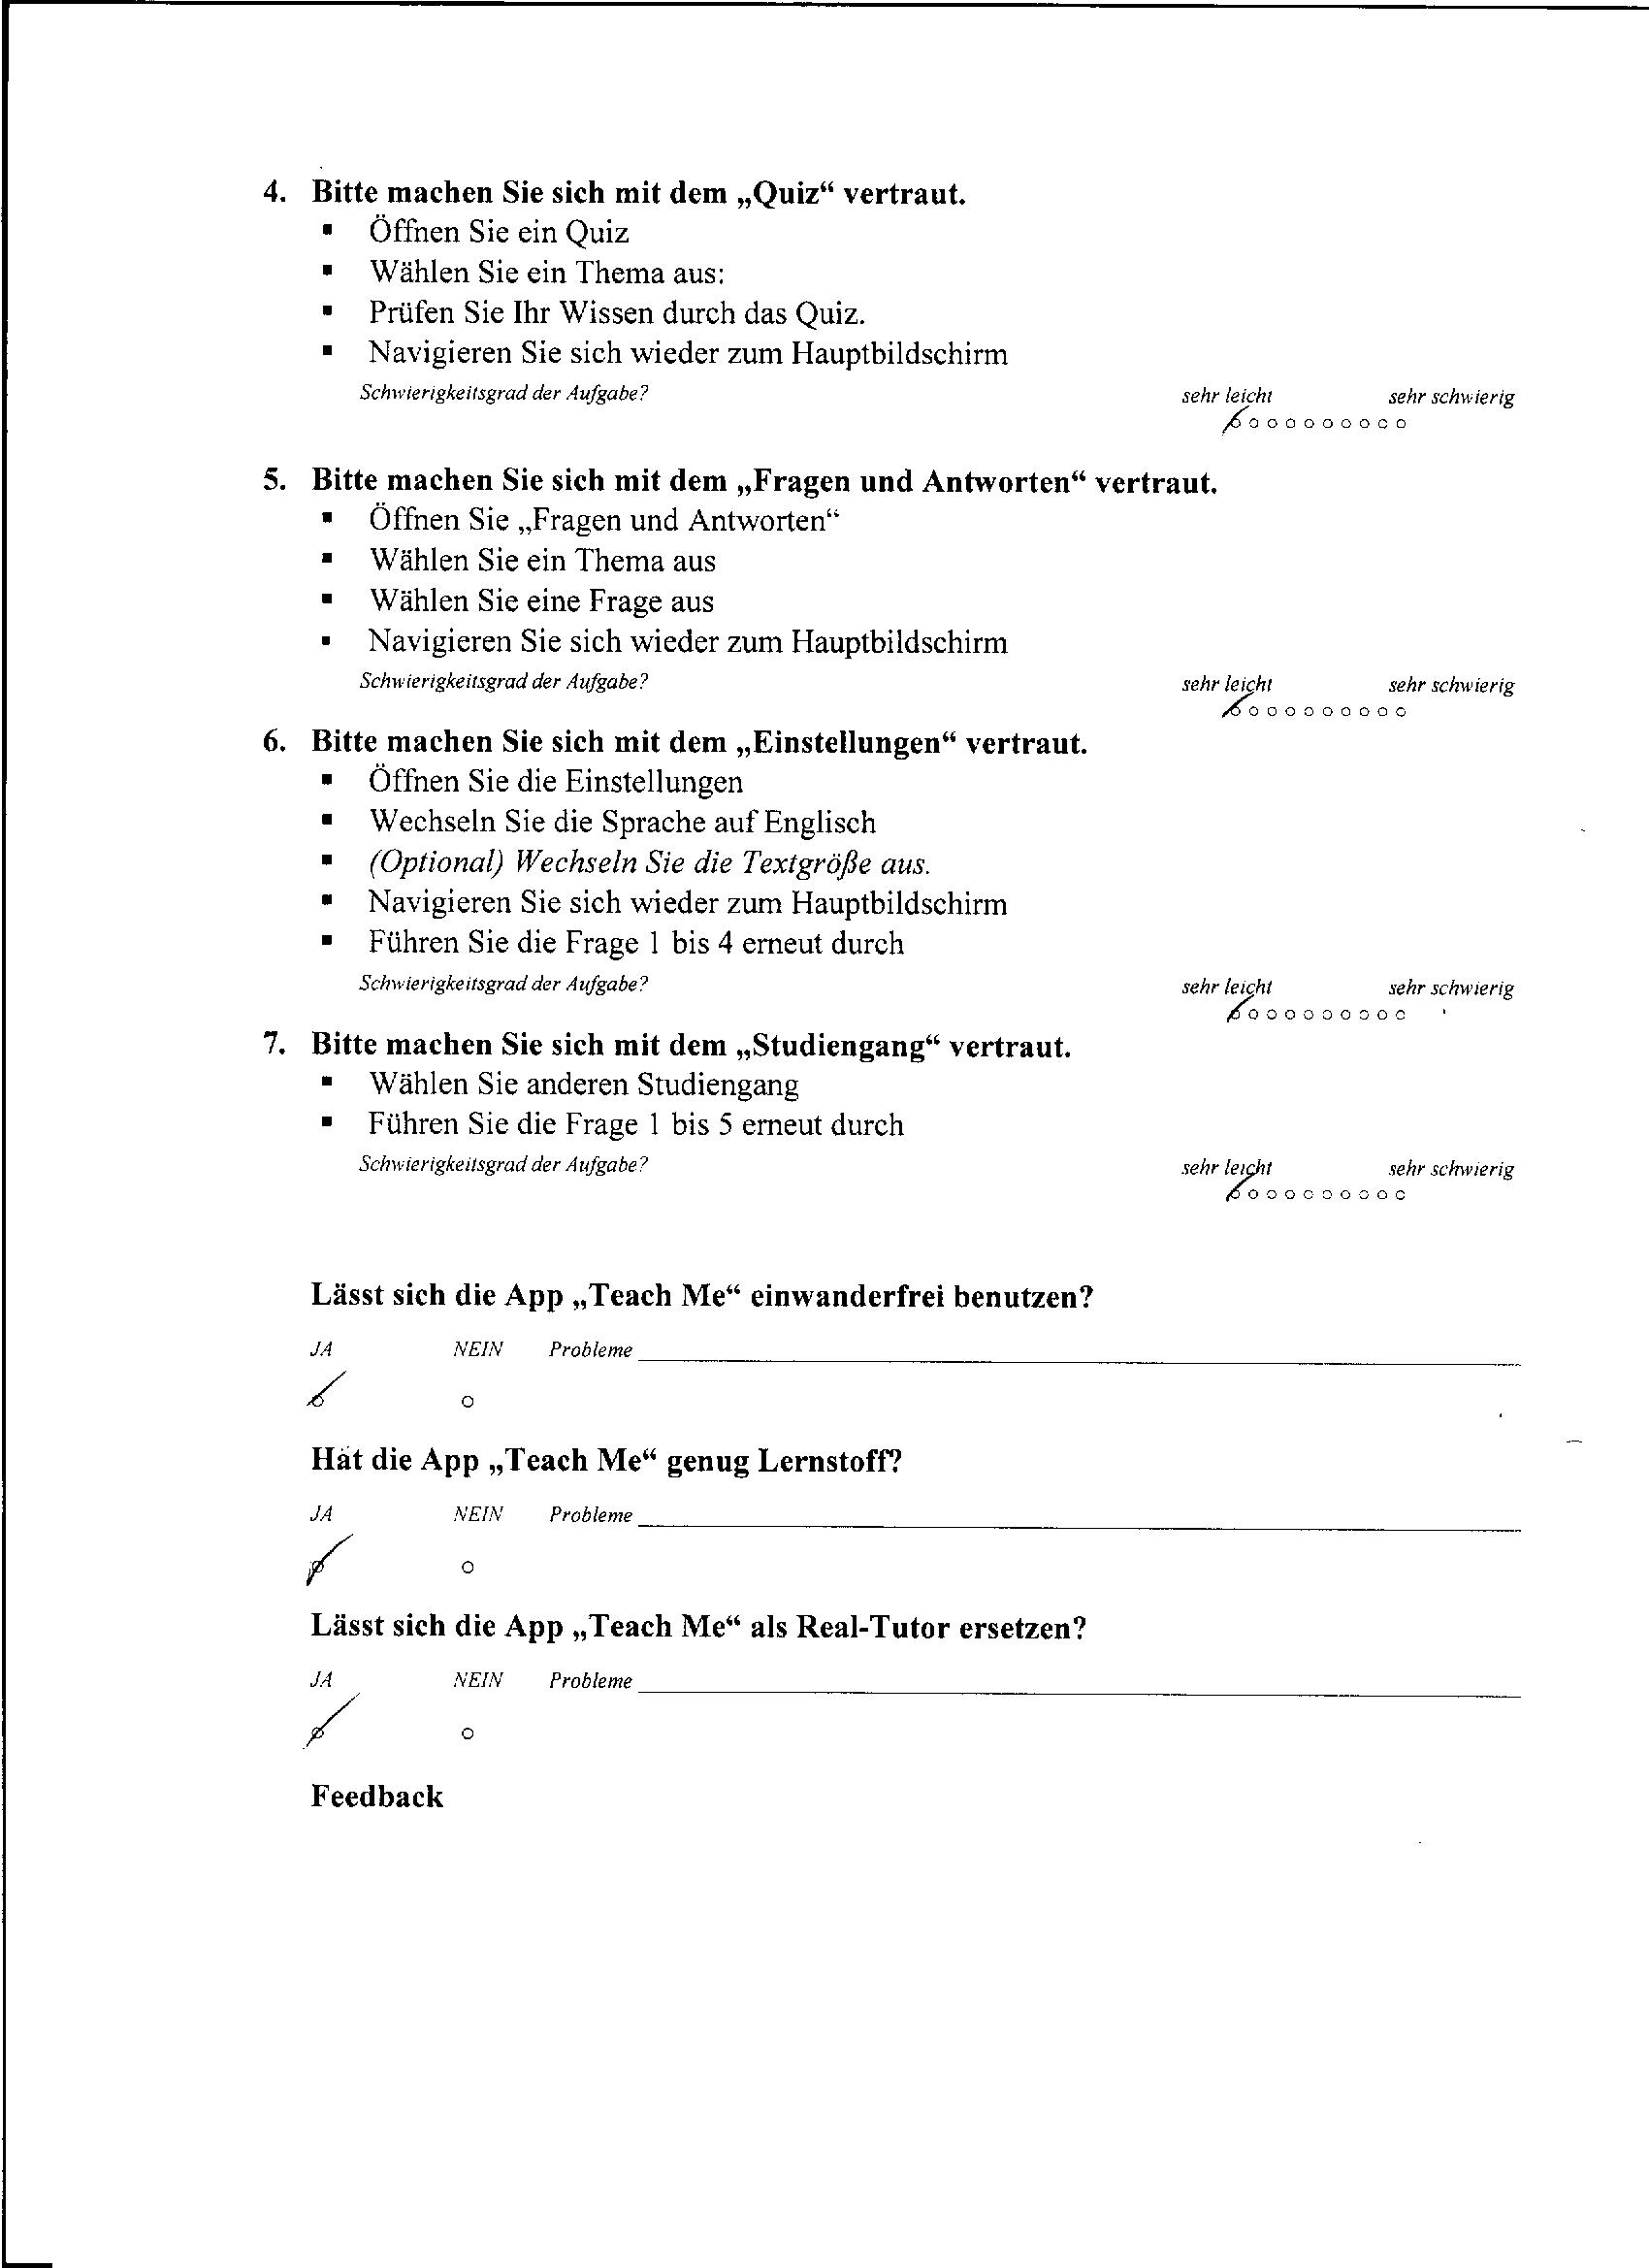 4. Bitte machen Sie sich mit dem „Quiz“ vertraut.
▪ Öffnen Sie ein Quiz
▪ Wählen Sie ein Thema aus:
▪ Prüfen Sie Ihr Wissen durch das Quiz.
▪ Navigieren Sie sich wieder zum Hauptbildschirm
Schwierigkeitsgrad der Aufgabe? sehr leicht sehr schwierig
5. Bitte machen Sie sich mit dem „Fragen und Antworten“ vertraut.
▪ Öffnen Sie „Fragen und Antworten“
▪ Wählen Sie ein Thema aus
▪ Wählen Sie eine Frage aus
▪ Navigieren Sie sich wieder zum Hauptbildschirm
Schwierigkeitsgrad der Aufgabe? sehr leicht sehr schwierig
6. Bitte machen Sie sich mit dem „Einstellungen“ vertraut.
▪ Öffnen Sie die Einstellungen
▪ Wechseln Sie die Sprache auf Englisch
▪ (Optional) Wechseln Sie die Textgröße aus.
▪ Navigieren Sie sich wieder zum Hauptbildschirm
▪ Führen Sie die Frage 1 bis 4 erneut durch
Schwierigkeitsgrad der Aufgabe? sehr leicht sehr schwierig
7. Bitte machen Sie sich mit dem „Studiengang“ vertraut.
▪ Wählen Sie anderen Studiengang
▪ Führen Sie die Frage 1 bis 5 erneut durch
Schwierigkeitsgrad der Aufgabe? sehr leicht sehr schwierig
Lässt sich die App „Teach Me“ einwanderfrei benutzen?
JA NEIN Probleme
Hat die App „Teach Me“ genug Lernstoff?
JA NEIN Probleme
Lässt sich die App „Teach Me“ als Real-Tutor ersetzen?
JA NEIN Probleme
Feedback